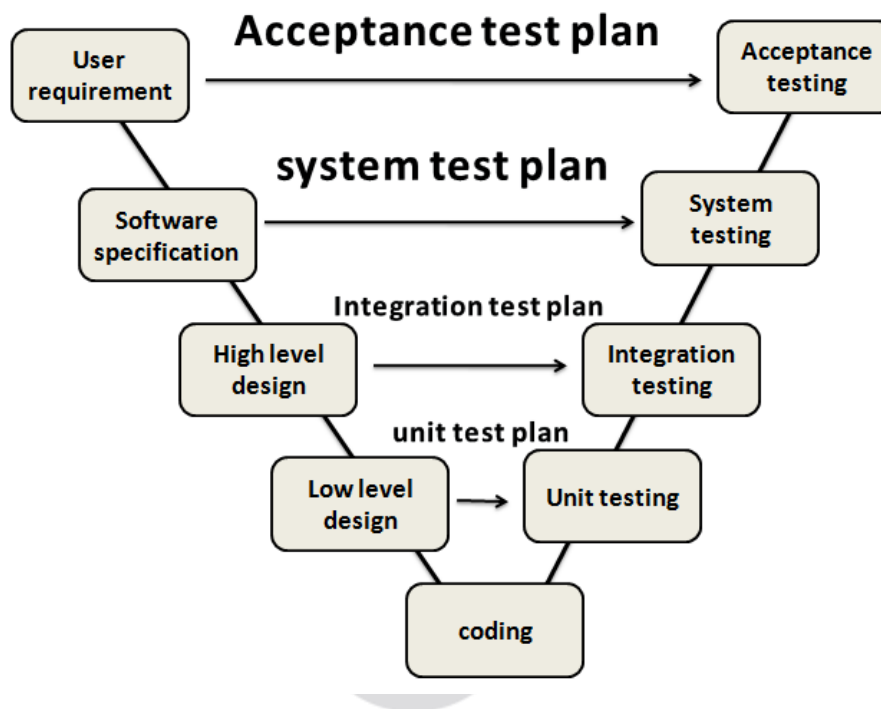 Acceptance test plan
User
requirement
Acceptance
testing
system test plan
Software
specification
System
testing
Integration test plan
High level
design
Integration
testing
unit test plan
Low level
design
Unit testing
coding